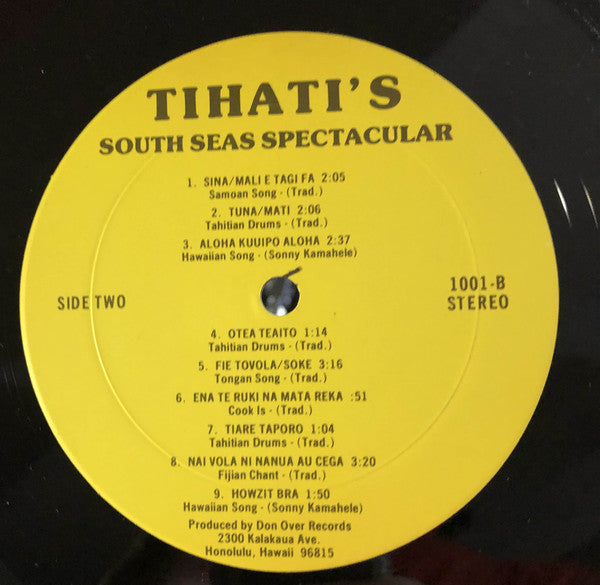 TIHATI'S
SOUTH SEAS SPECTACULAR
1. SINA/MALI E TAGI FA 2:05
Samoan Song - (Trad.)
2. TUNA/MATI 2:06
Tahitian Drums - (Trad.)
3. ALOHA KUUIPO ALOHA 2:37
Hawaiian Song - (Sonny Kamahele)
SIDE TWO
1001-B
STEREO
4. OTEA TEAITO 1:14
Tahitian Drums - (Trad.)
5. FIE TOVOLA/SOKE 3:16
Tongan Song - (Trad.)
6. ENA TE RUKI NA MATA REKA :51
Cook Is - (Trad.)
7. TIARE TAPORO 1:04
Tahitian Drums - (Trad.)
8. NAI VOLA NI NANUA AU CEGA 3:20
Fijian Chant - (Trad.)
9. HOWZIT BRA 1:50
Hawaiian Song - (Sonny Kamahele)
Produced by Don Over Records
2300 Kalakaua Ave.
Honolulu, Hawaii 96815